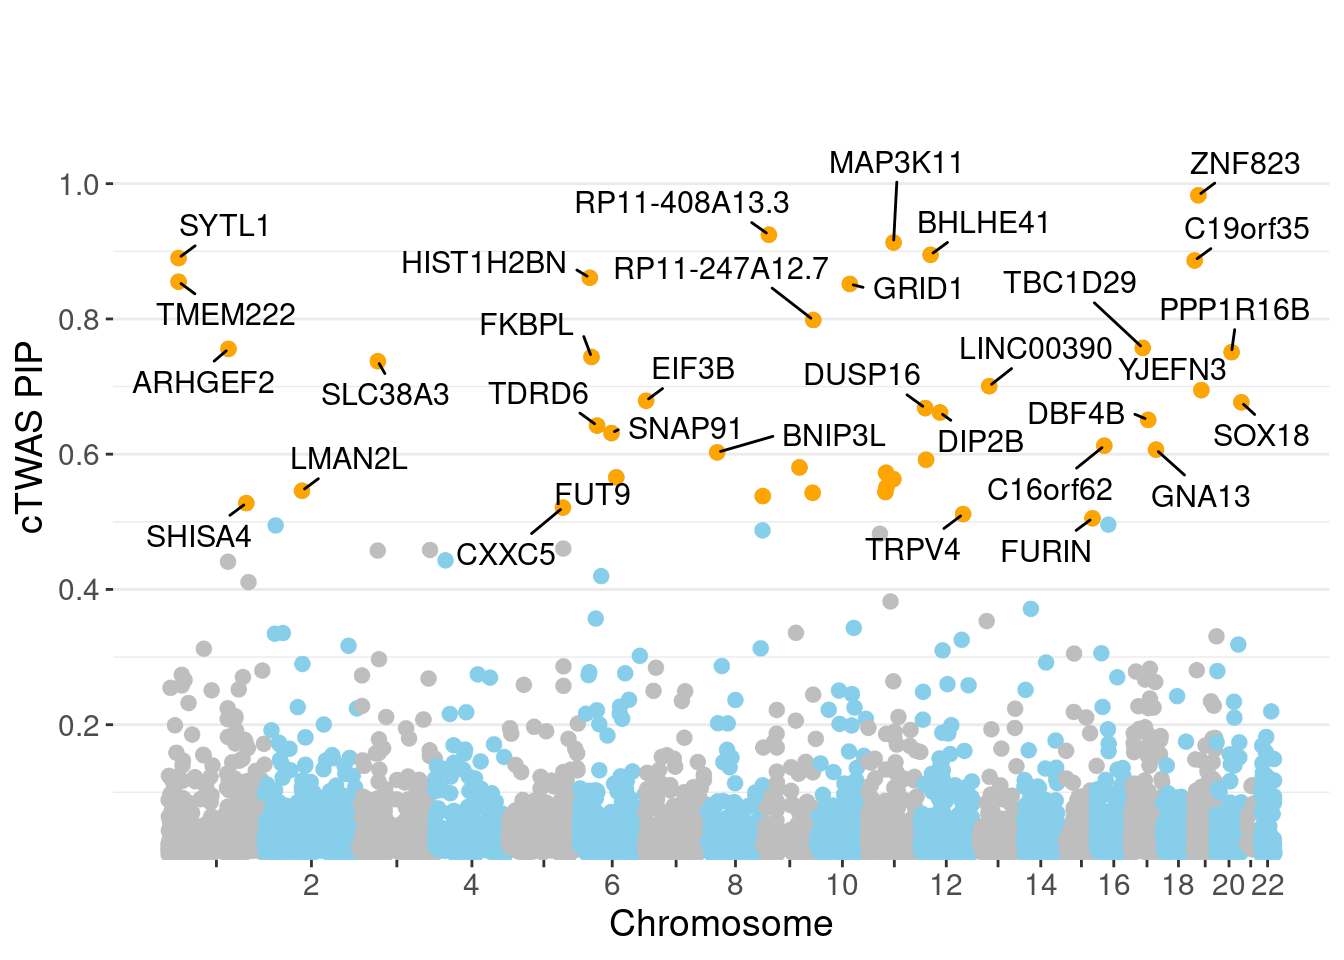 MAP3K11
ZNF823
1.0
RP11-408A13.3
SYTL1
BHLHE41
C19orf35
HIST1H2BN
RP11-247A12.7
GRID1
TBC1D29
TMEM222
PPP1R16B
0.8
FKBPL
LINC00390
EIF3B
YJEFN3
ARHGEF2
DUSP16
SLC38A3
TDRD6
DBF4B
SNAP91
BNIP3L
SOX18
DIP2B
0.6
LMAN2L
C16orf62
FUT9
GNA13
SHISA4
CXXC5
TRPV4
FURIN
0.4
0.2
cTWAS PIP
2 4 6 8 10 12 14 16 18 20 22
Chromosome